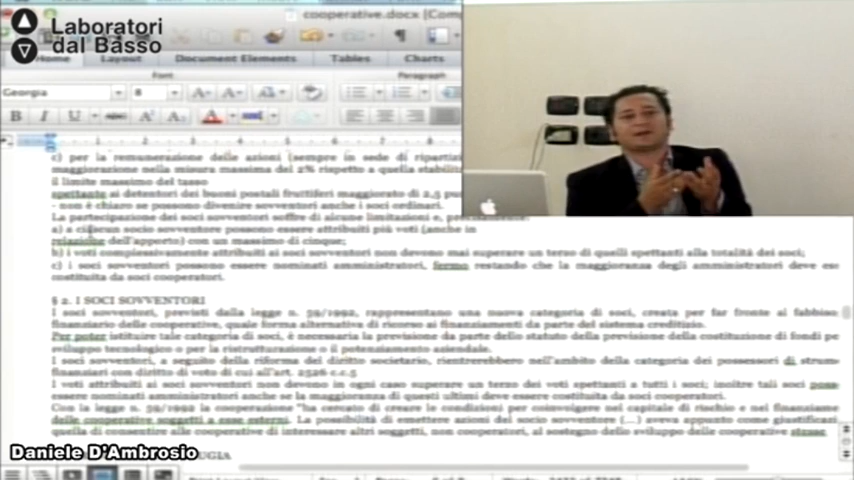 Laboratori
dal Basso
cooperative.docx [Com
Home Layout Document Elements Tables Charts
Font Paragraph
Georgia 8
B I U
c) per la remunerazione delle azioni (sempre in sede di ripartiz
maggiorazione nella misura massima del 2% rispetto a quella stabilit
il limite massimo del tasso
spettante ai detentori dei buoni postali fruttiferi maggiorato di 2,5 pu
- non è chiaro se possono divenire sovventori anche i soci ordinari.
La partecipazione dei soci sovventori soffre di alcune limitazioni e, precisamente:
a) a ciascun socio sovventore possono essere attribuiti più voti (anche in
relazione dell'apporto) con un massimo di cinque;
b) i voti complessivamente attribuiti ai soci sovventori non devono mai superare un terzo di quelli spettanti alla totalità dei soci;
c) i soci sovventori possono essere nominati amministratori, fermo restando che la maggioranza degli amministratori deve es
costituita da soci cooperatori.
§ 2. I SOCI SOVVENTORI
I soci sovventori, previsti dalla legge n. 59/1992, rappresentano una nuova categoria di soci, creata per far fronte al fabbiso
finanziario delle cooperative, quale forma alternativa di ricorso ai finanziamenti da parte del sistema creditizio.
Per poter istituire tale categoria di soci, è necessaria la previsione da parte dello statuto della previsione della costituzione di fondi pe
sviluppo tecnologico o per la ristrutturazione o il potenziamento aziendale.
I soci sovventori, a seguito della riforma del diritto societario, rientrerebbero nell'ambito della categoria dei possessori di strum
finanziari con diritto di voto di cui all'art. 2526 c.c.5
I voti attribuiti ai soci sovventori non devono in ogni caso superare un terzo dei voti spettanti a tutti i soci; inoltre tali soci poss
essere nominati amministratori anche se la maggioranza di questi ultimi deve essere costituita da soci cooperatori.
Con la legge n. 59/1992 la cooperazione "ha cercato di creare le condizioni per coinvolgere nel capitale di rischio e nel finanziame
delle cooperative soggetti a esse esterni. La possibilità di emettere azioni del socio sovventore (...) aveva appunto come giustificazi
quella di consentire alle cooperative di interessare altri soggetti, non cooperatori, al sostegno dello sviluppo delle cooperative stesse
Daniele D'Ambrosio